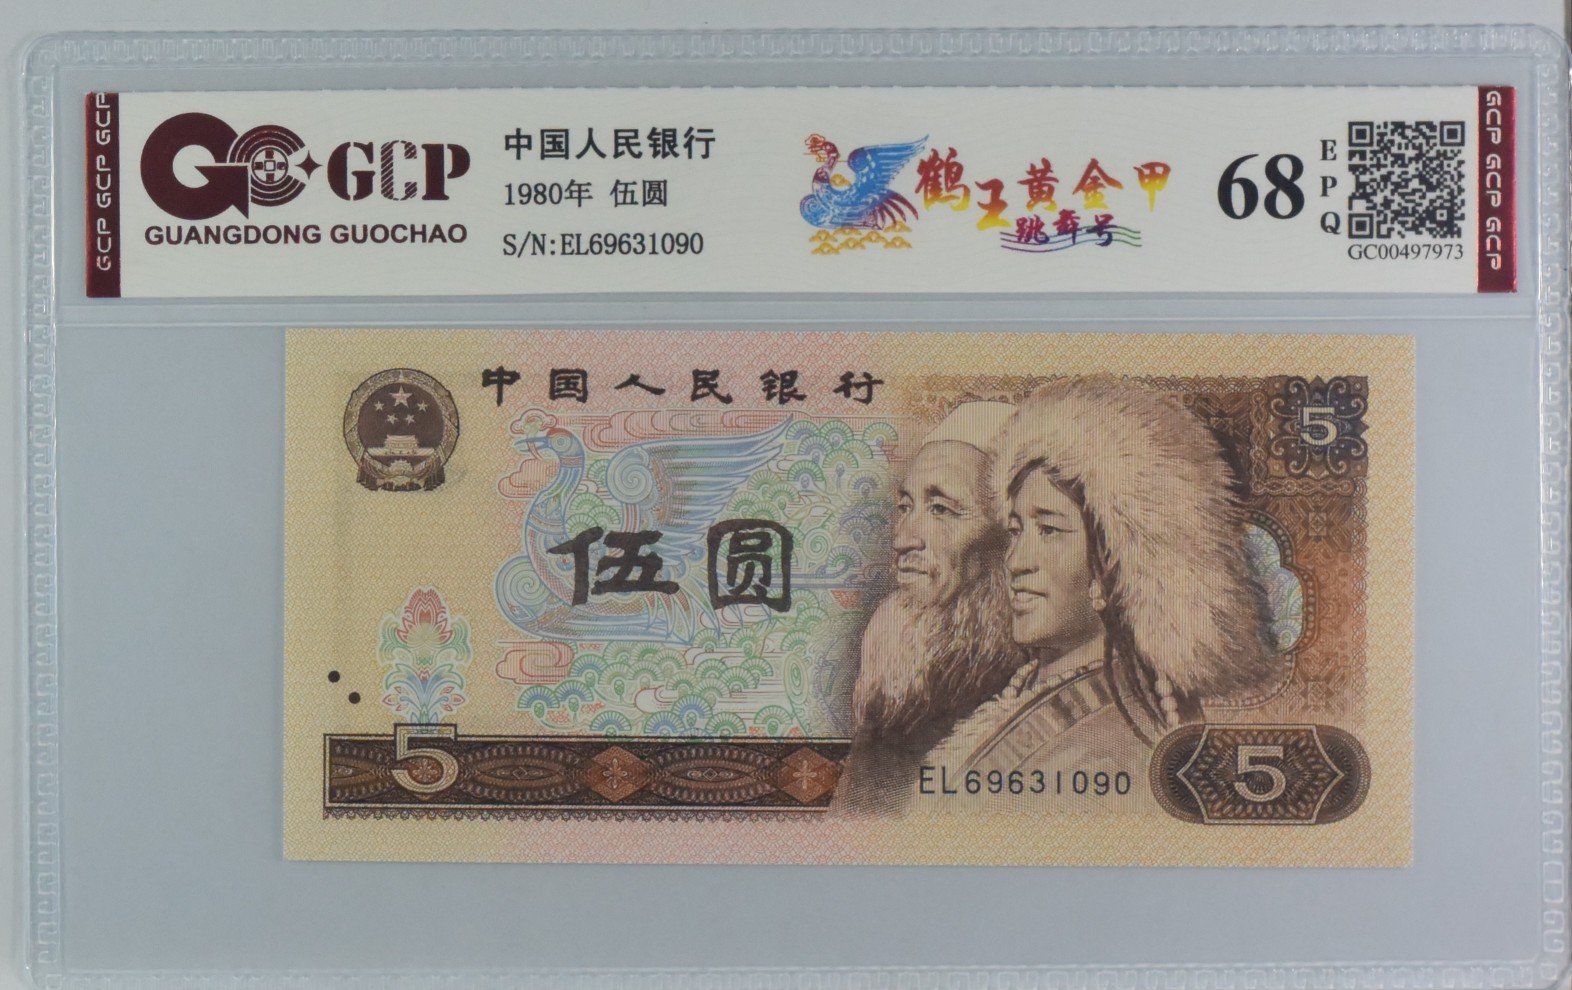 GCP GCP GCP
GCP
GUANGDONG GUOCHAO
中国人民银行
1980年 伍圆
S/N:EL69631090
鹤王黄金甲
跳舞号
68
EPQ
GC00497973
GCP GCP GCP
中国人民银行
5
伍圆
5
EL69631090
5